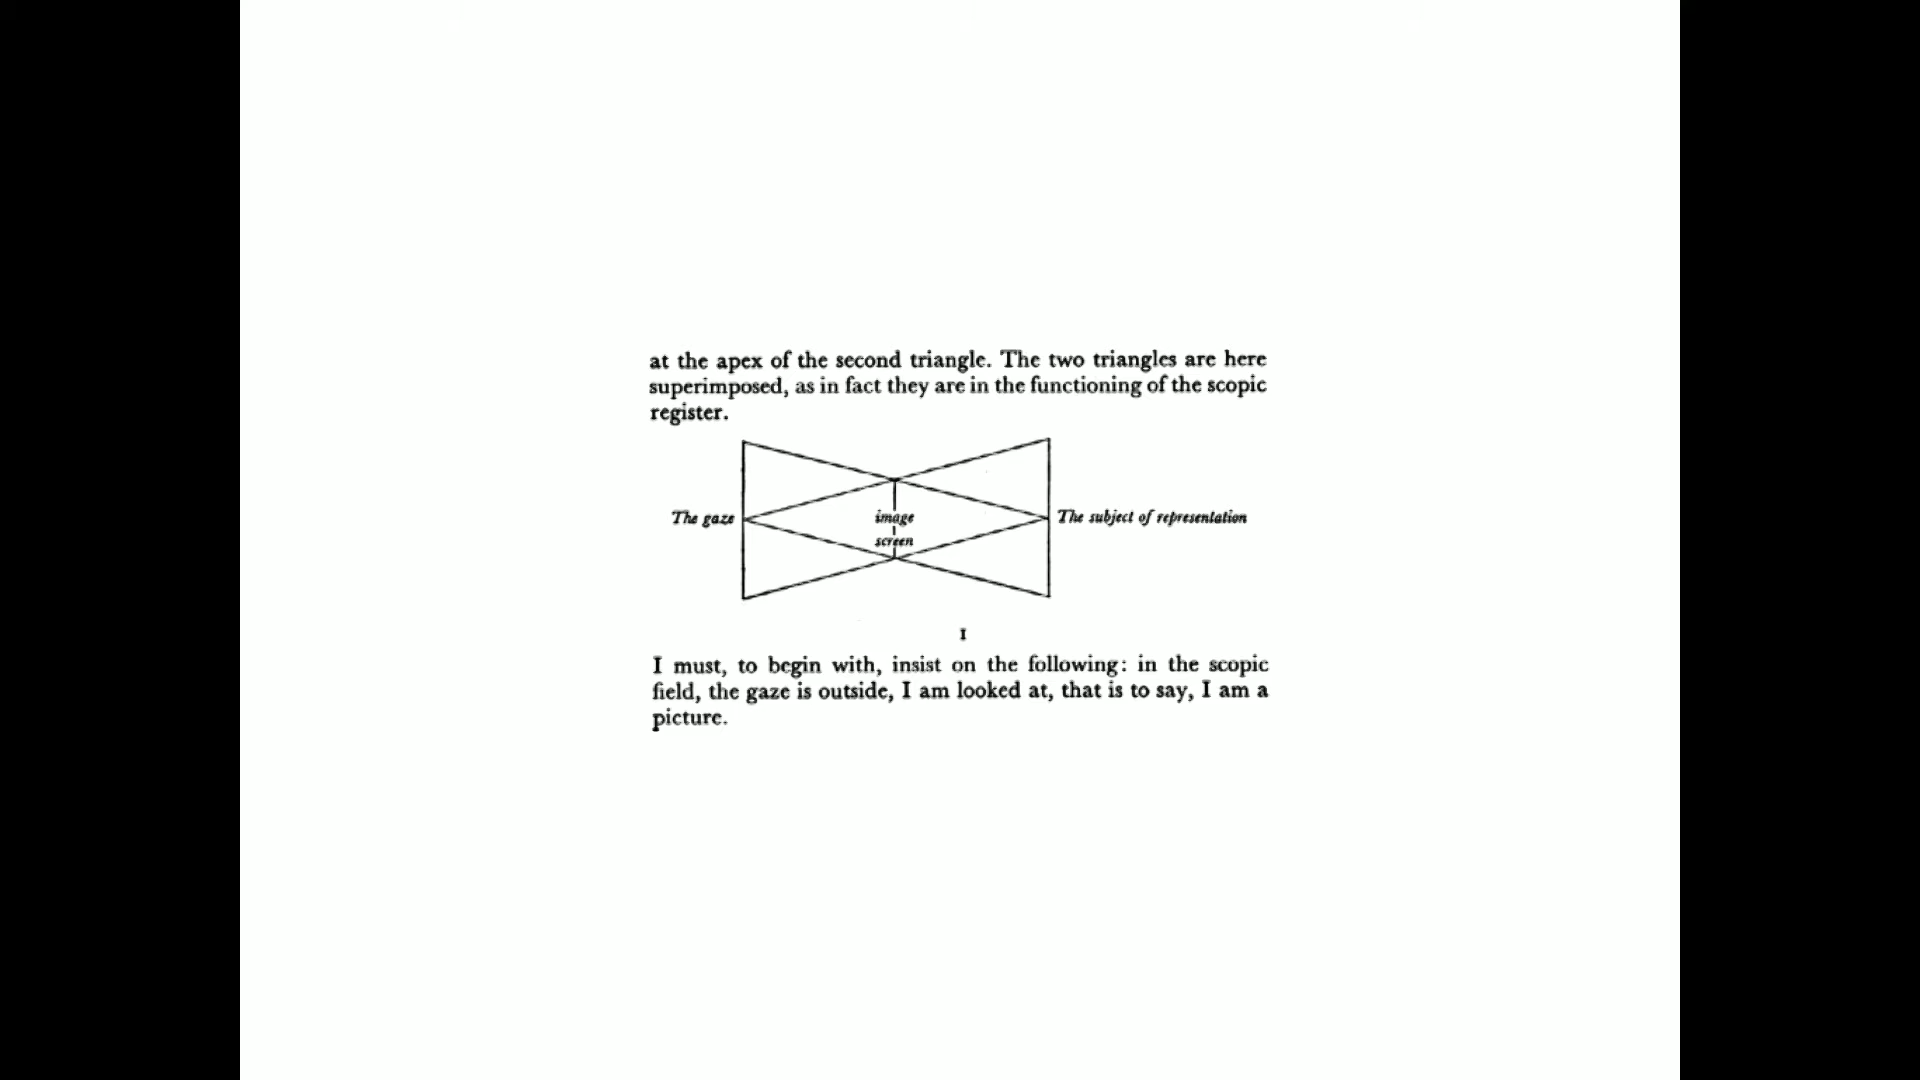 at the apex of the second triangle. The two triangles are here
superimposed, as in fact they are in the functioning of the scopic
register.
The gaze
image
screen
The subject of representation
I
I must, to begin with, insist on the following: in the scopic
field, the gaze is outside, I am looked at, that is to say, I am a
picture.